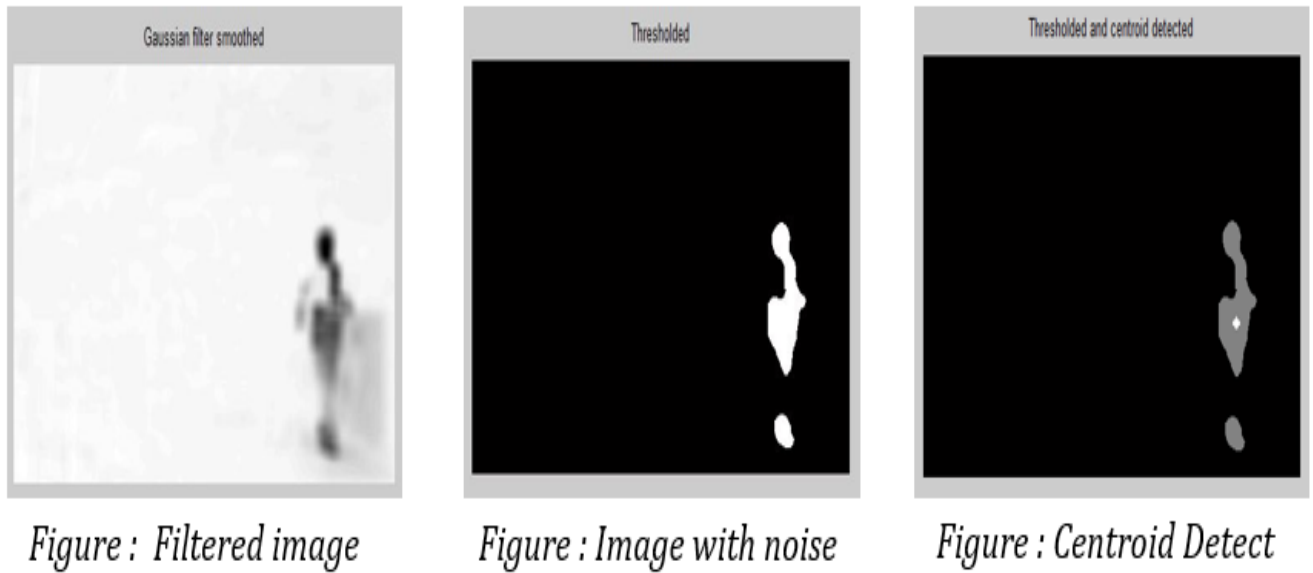 Gaussian filter smoothed
Thresholded
Thresholded and centroid detected
Figure :  Filtered image
Figure : Image with noise
Figure : Centroid Detect